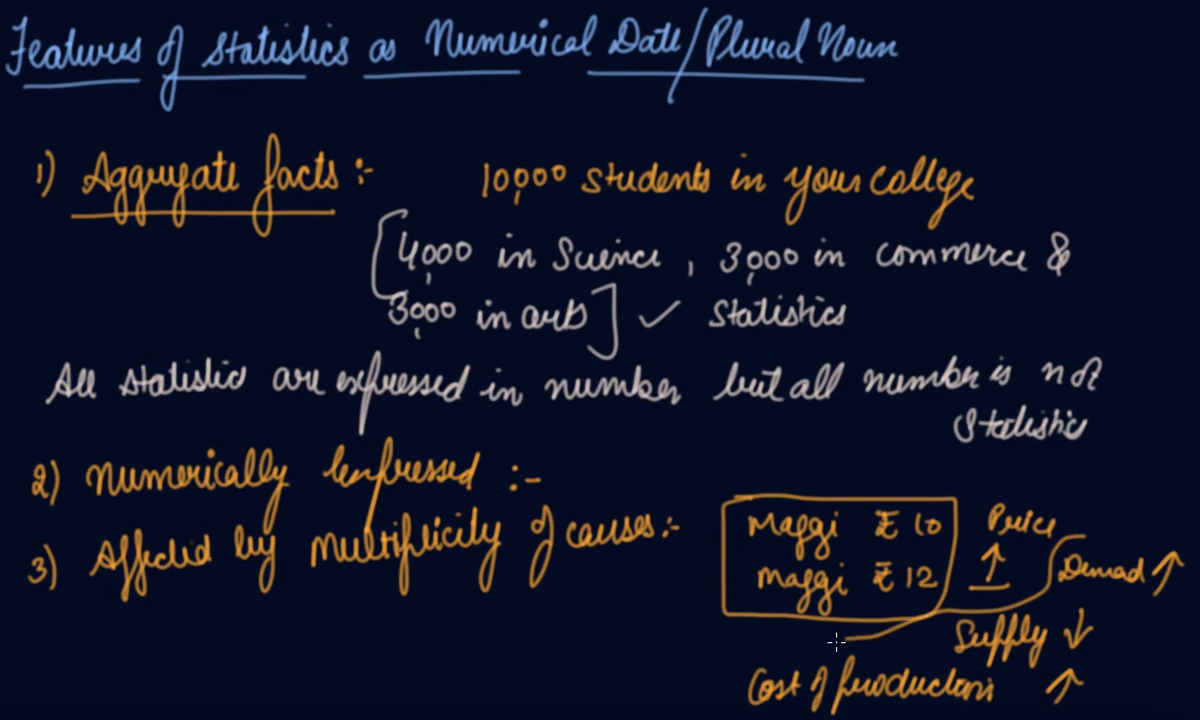 Features of Statistics as Numerical Date/Plural Noun
1) Aggregate facts :- 10,000 students in your college
[4,000 in Science, 3,000 in commerce &
3,000 in arts] ✓ Statistics
All statistic are expressed in number but all number is not
Statistics
2) Numerically Expressed :-
3) Affected by Multiplicity of causes :-
Maggi ₹ 10 Price ↑
Maggi ₹ 12 Demad ↑
Supply ↓
Cost of production ↑